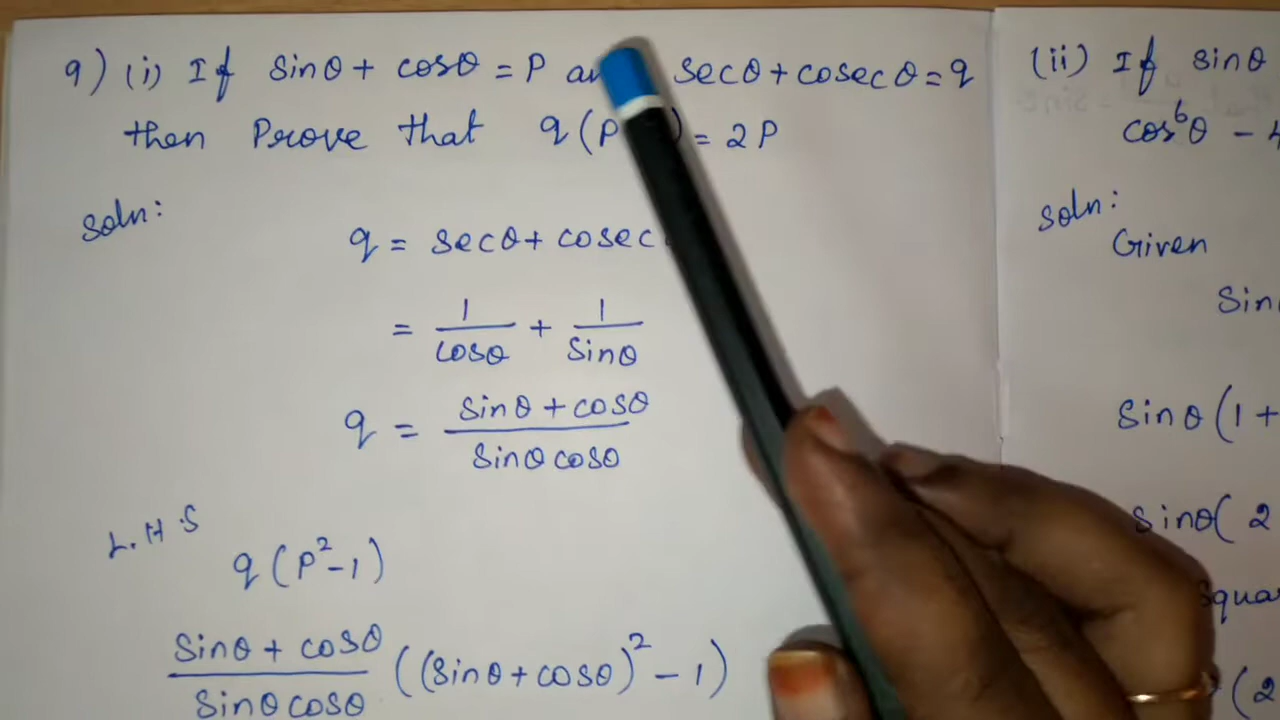 9) (i) If sinθ + cosθ = P secθ + cosecθ = q
then Prove that q(P ) = 2P
Soln:
q = secθ + cosec
= 1/cosθ + 1/sinθ
q = (sinθ + cosθ)/(sinθ cosθ)
L.H.S
q(P²-1)
(sinθ + cosθ)/(sinθ cosθ) ((sinθ + cosθ)² - 1)
(ii) If sinθ
cos⁶θ - 4
Soln:
Given
Sin
Sinθ(1+
Sinθ(2
Squa
(2